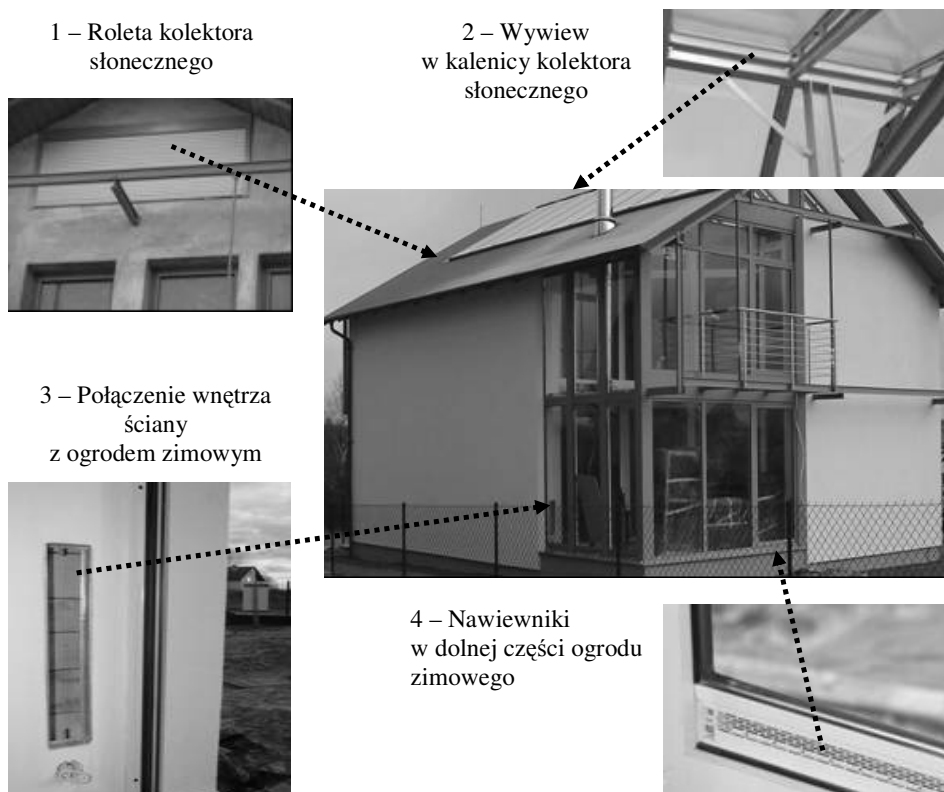 1 – Roleta kolektora
słonecznego
2 – Wywiew
w kalenicy kolektora
słonecznego
3 – Połączenie wnętrza
ściany
z ogrodem zimowym
4 – Nawiewniki
w dolnej części ogrodu
zimowego